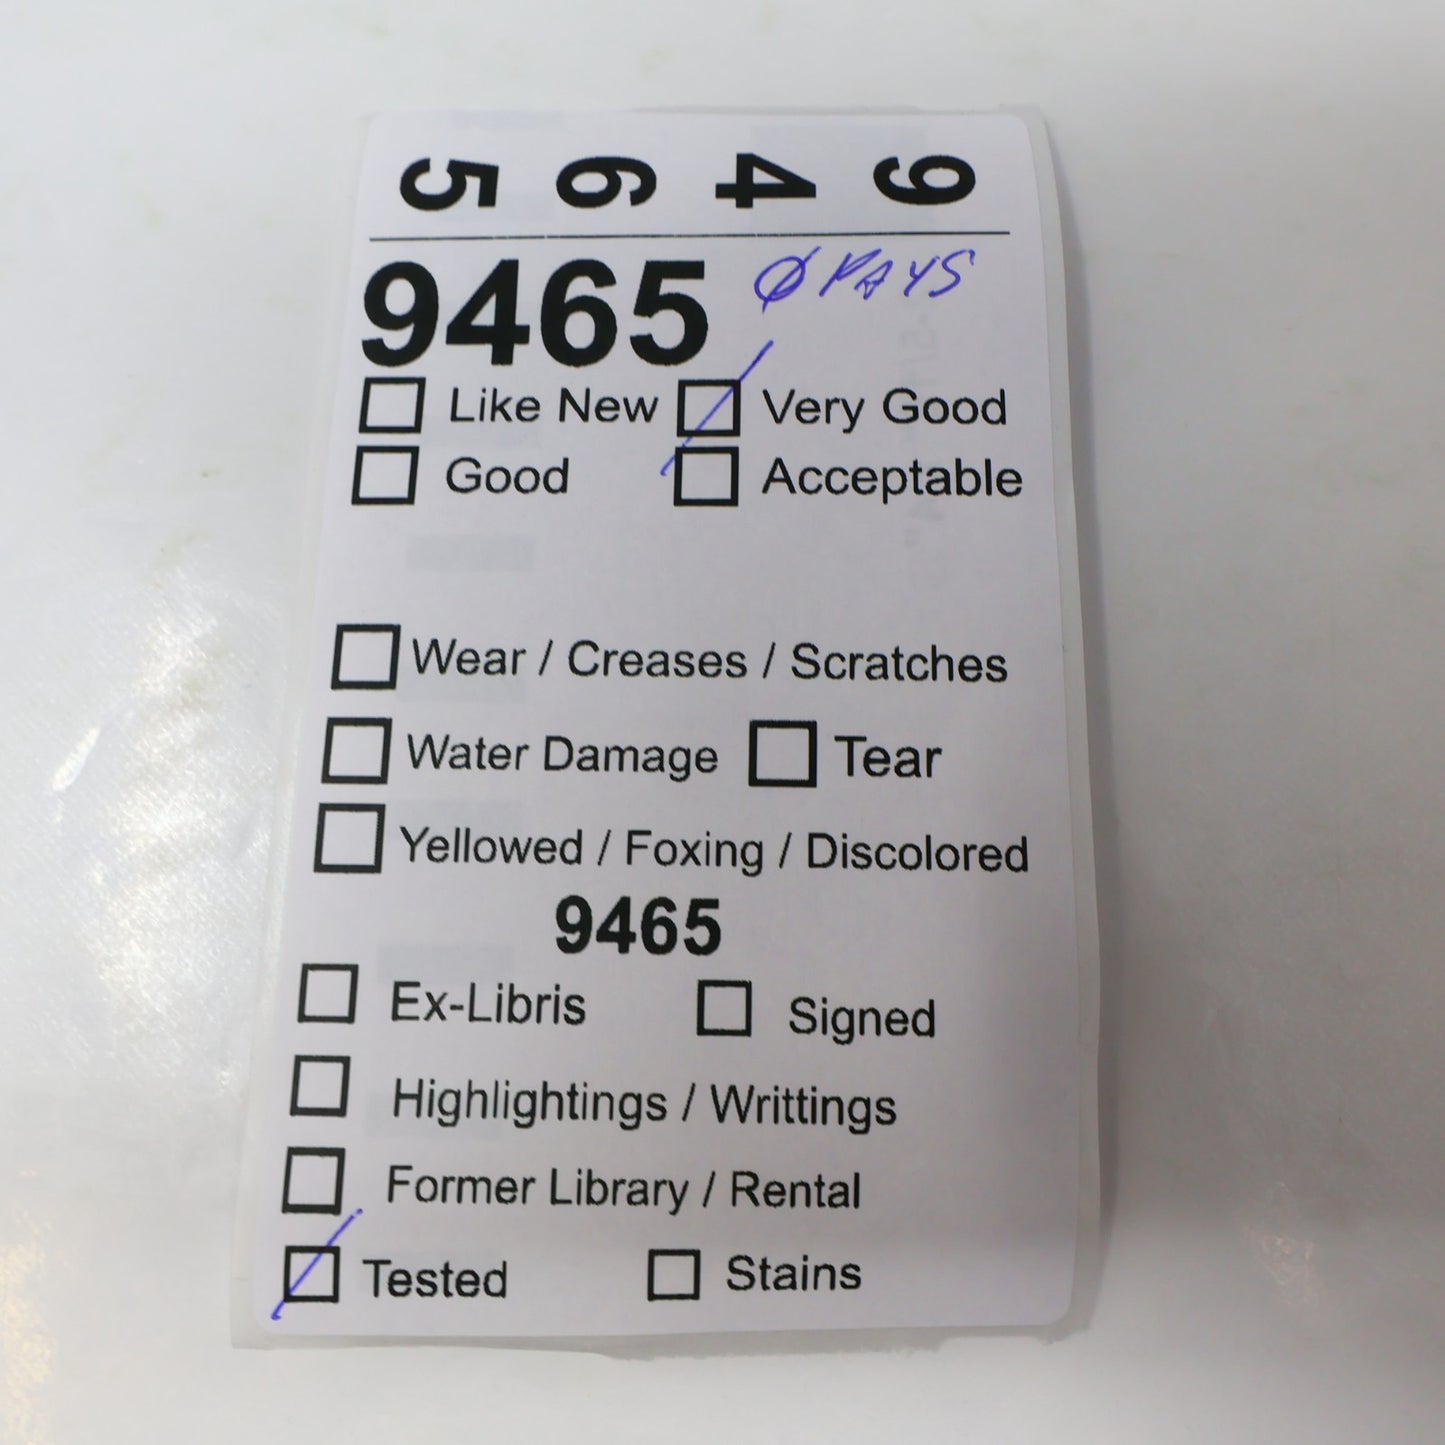 9 4 6 5
9465 Ø PAYS
Like New Very Good
Good Acceptable
Wear / Creases / Scratches
Water Damage Tear
Yellowed / Foxing / Discolored
9465
Ex-Libris Signed
Highlightings / Writtings
Former Library / Rental
Tested Stains